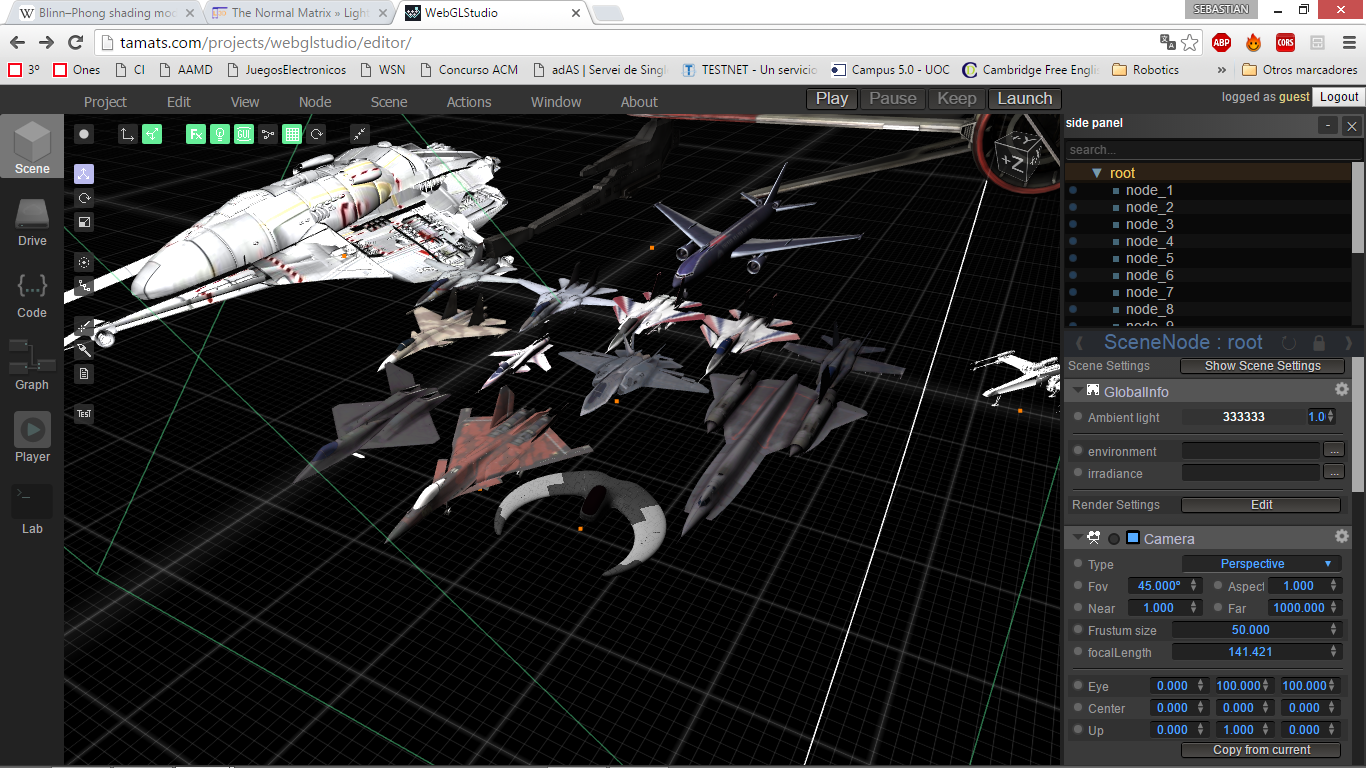 Blinn–Phong shading moc
The Normal Matrix » Ligh
WebGLStudio
SEBASTIAN
tamats.com/projects/webglstudio/editor/
ABP
CORS
3º
Ones
CI
AAMD
JuegosElectronicos
WSN
Concurso ACM
adAS | Servei de Singl
TESTNET - Un servicio
Campus 5.0 - UOC
Cambridge Free Engli
Robotics
»
Otros marcadores
Project
Edit
View
Node
Scene
Actions
Window
About
Play
Pause
Keep
Launch
logged as guest
Logout
Scene
Drive
{...}
Code
Graph
Player
>_
Lab
Fx
GUI
TEST
+Z
-Y
side panel
-
X
search...
▼ root
node_1
node_2
node_3
node_4
node_5
node_6
node_7
node_8
node_9
SceneNode : root
Scene Settings
Show Scene Settings
GlobalInfo
Ambient light
333333
1.0
environment
...
irradiance
...
Render Settings
Edit
Camera
Type
Perspective
Fov
45.000º
Aspect
1.000
Near
1.000
Far
1000.000
Frustum size
50.000
focalLength
141.421
Eye
0.000
100.000
100.000
Center
0.000
0.000
0.000
Up
0.000
1.000
0.000
Copy from current